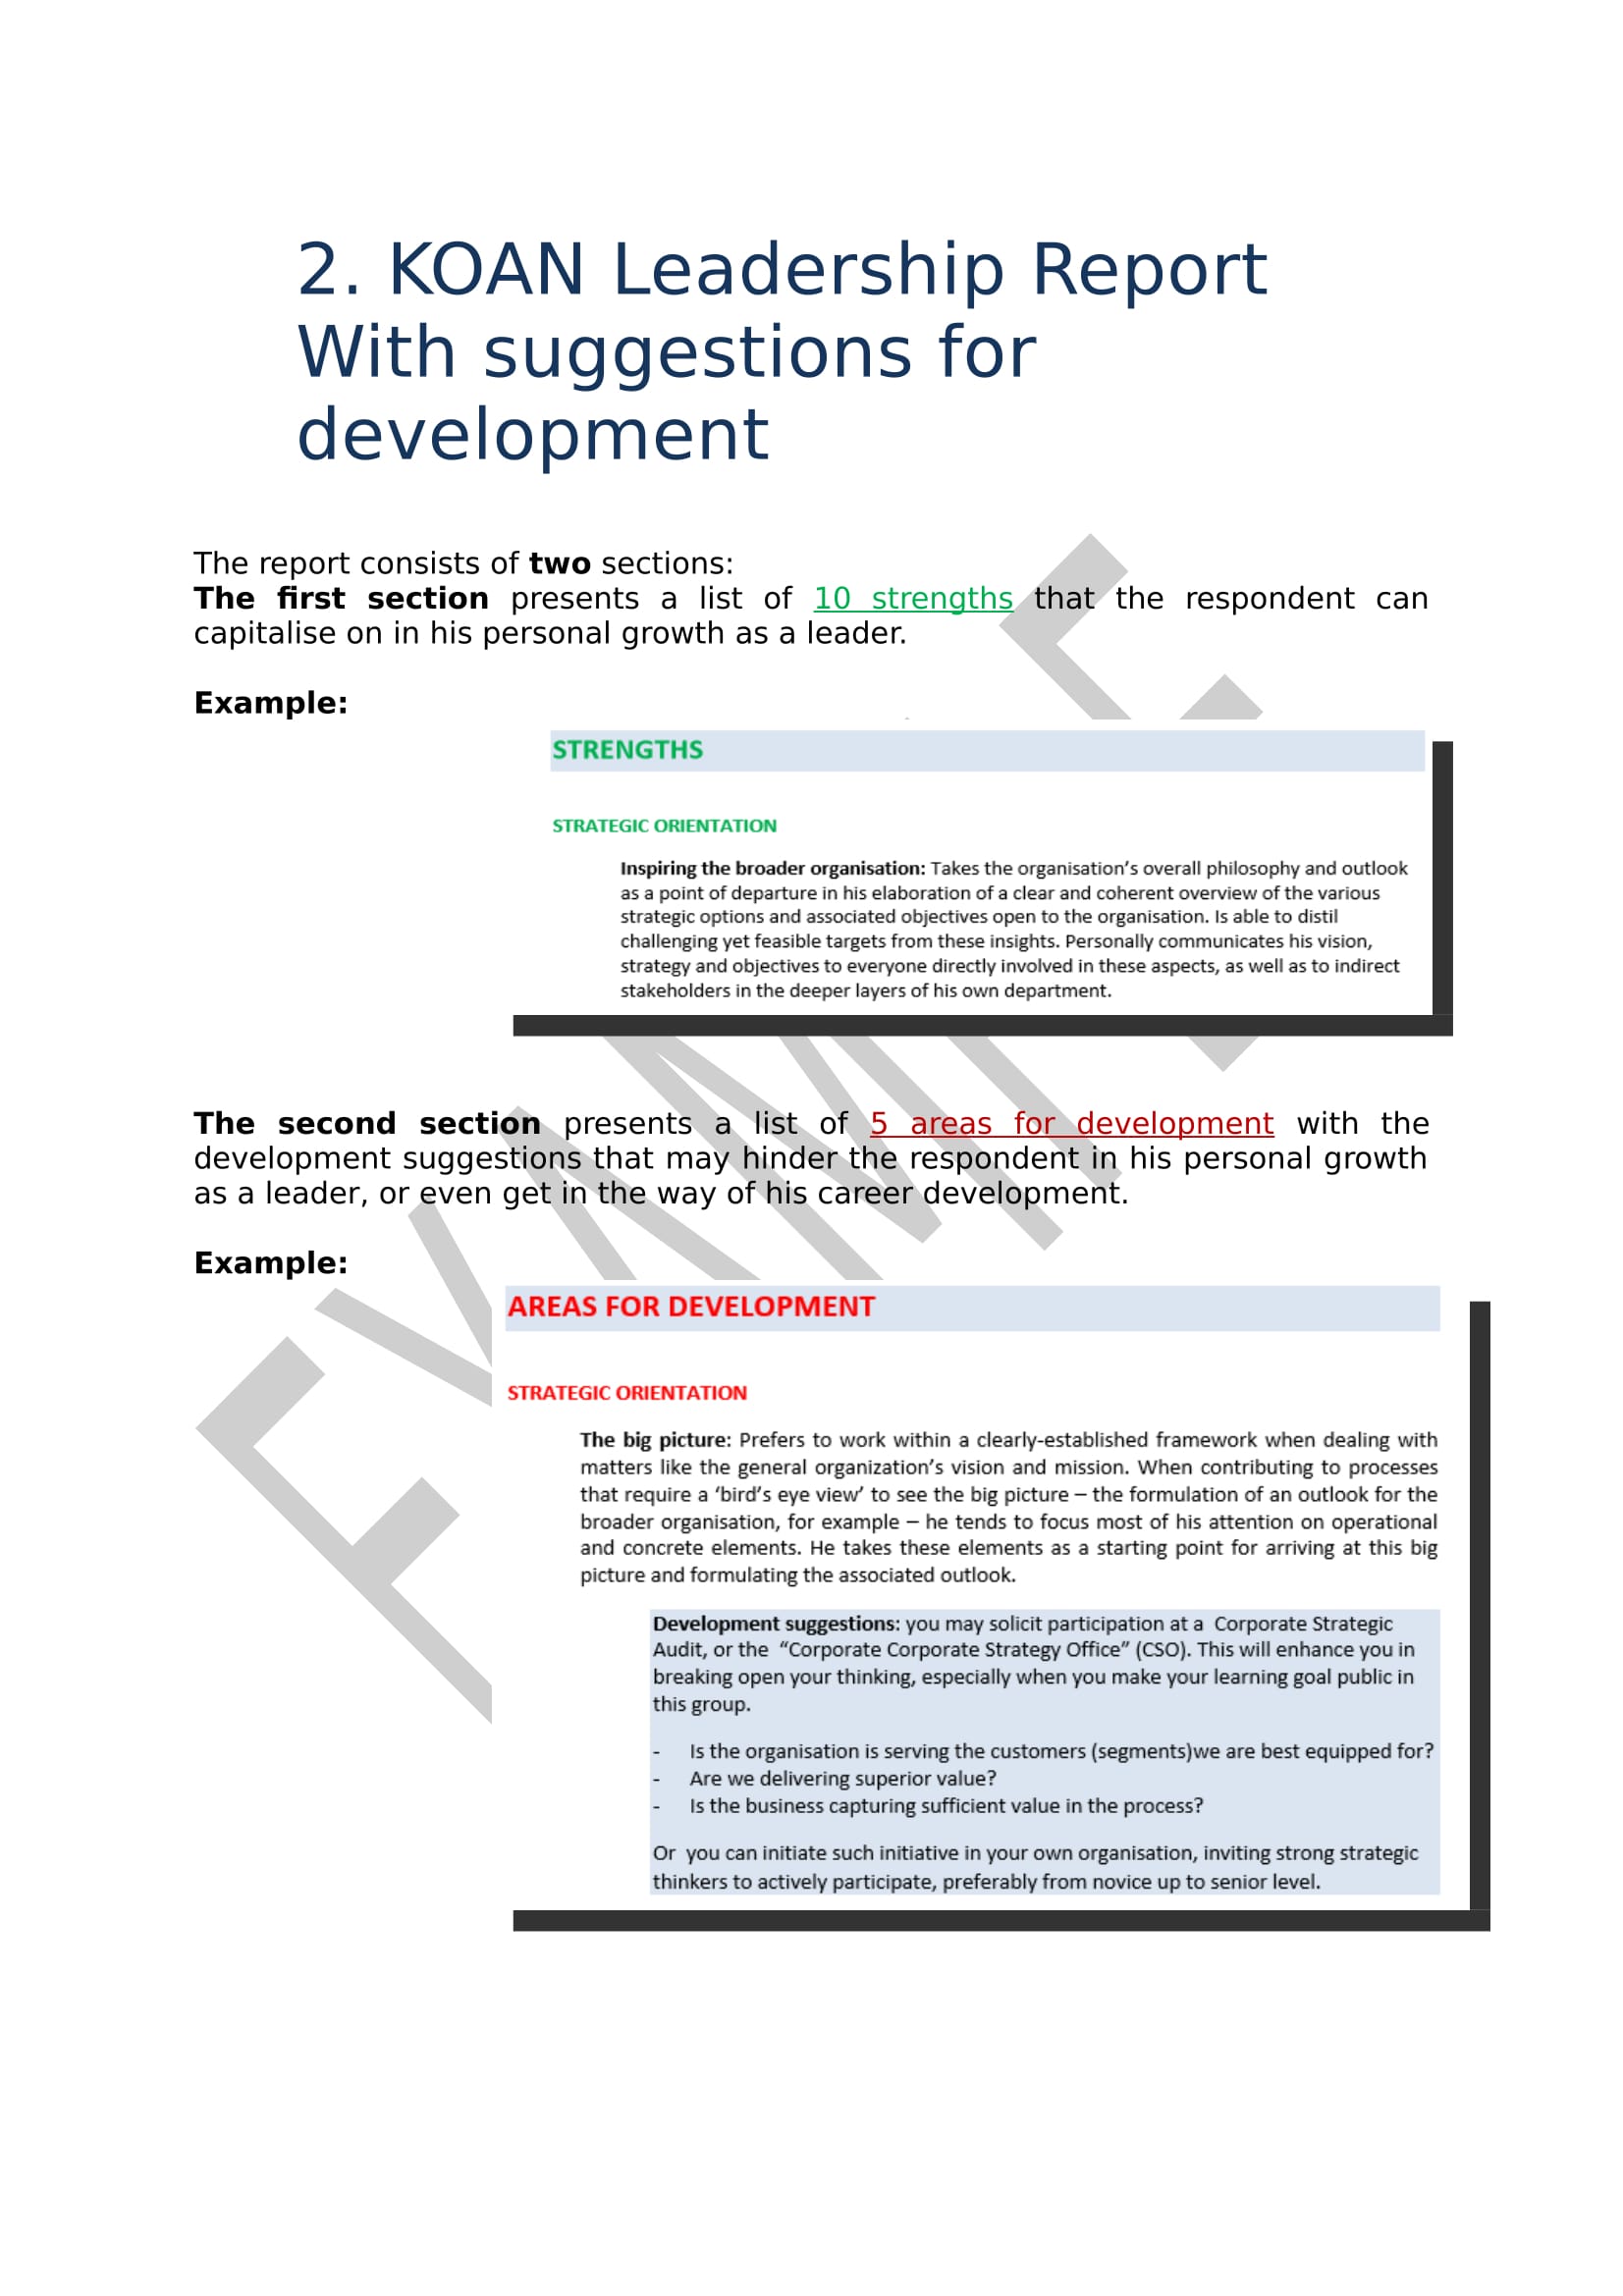 2. KOAN Leadership Report
With suggestions for
development
The report consists of two sections:
The first section presents a list of 10 strengths that the respondent can
capitalise on in his personal growth as a leader.
Example:
STRENGTHS
STRATEGIC ORIENTATION
Inspiring the broader organisation: Takes the organisation’s overall philosophy and outlook
as a point of departure in his elaboration of a clear and coherent overview of the various
strategic options and associated objectives open to the organisation. Is able to distil
challenging yet feasible targets from these insights. Personally communicates his vision,
strategy and objectives to everyone directly involved in these aspects, as well as to indirect
stakeholders in the deeper layers of his own department.
The second section presents a list of 5 areas for development with the
development suggestions that may hinder the respondent in his personal growth
as a leader, or even get in the way of his career development.
Example:
AREAS FOR DEVELOPMENT
STRATEGIC ORIENTATION
The big picture: Prefers to work within a clearly-established framework when dealing with
matters like the general organization’s vision and mission. When contributing to processes
that require a ‘bird’s eye view’ to see the big picture – the formulation of an outlook for the
broader organisation, for example – he tends to focus most of his attention on operational
and concrete elements. He takes these elements as a starting point for arriving at this big
picture and formulating the associated outlook.
Development suggestions: you may solicit participation at a  Corporate Strategic
Audit, or the  “Corporate Corporate Strategy Office” (CSO). This will enhance you in
breaking open your thinking, especially when you make your learning goal public in
this group.
- Is the organisation is serving the customers (segments)we are best equipped for?
- Are we delivering superior value?
- Is the business capturing sufficient value in the process?
Or  you can initiate such initiative in your own organisation, inviting strong strategic
thinkers to actively participate, preferably from novice up to senior level.
EXAMPLE